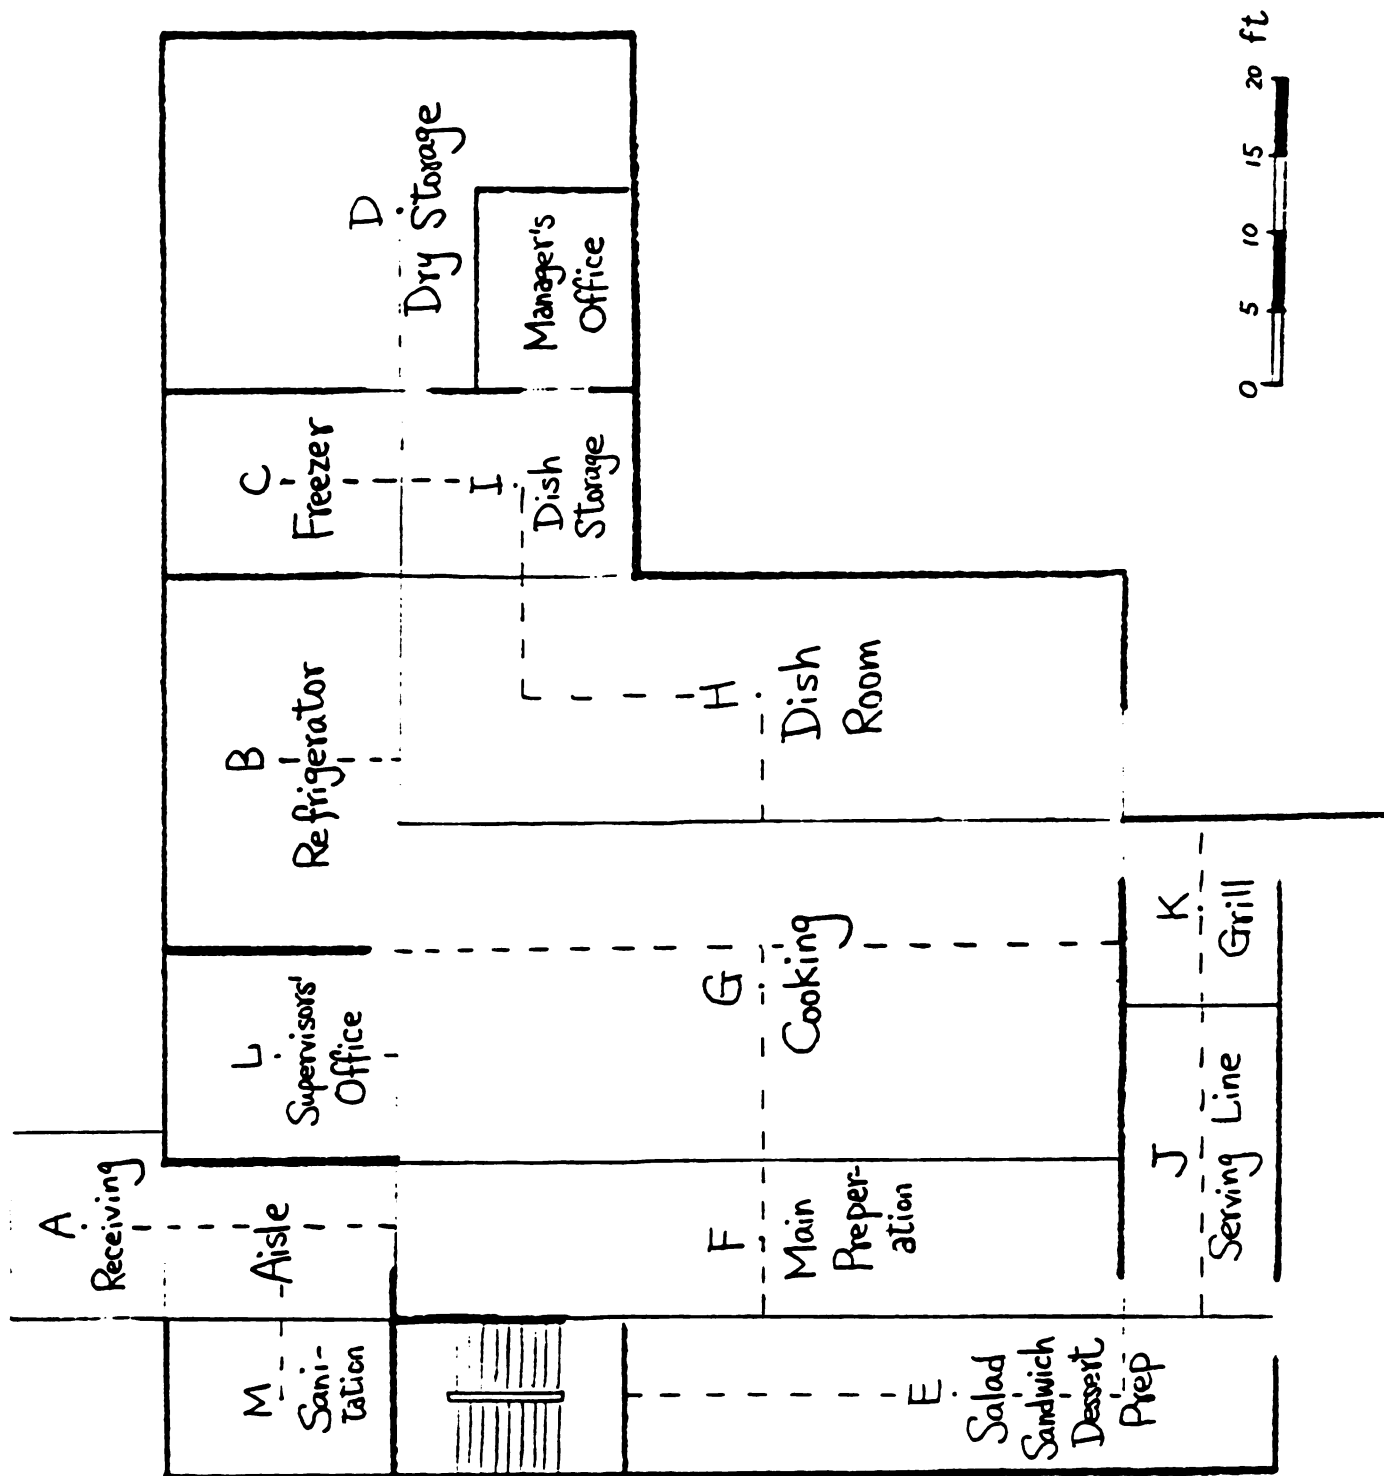 A
Receiving
Aisle
M
Sani-
tation
L
Supervisors'
Office
B
Refrigerator
C
Freezer
D
Dry Storage
I
Dish
Storage
Manager's
Office
F
Main
Preper-
ation
G
Cooking
H
Dish
Room
E
Salad
Sandwich
Dessert
Prep
J
Serving Line
K
Grill
0 5 10 15 20 ft